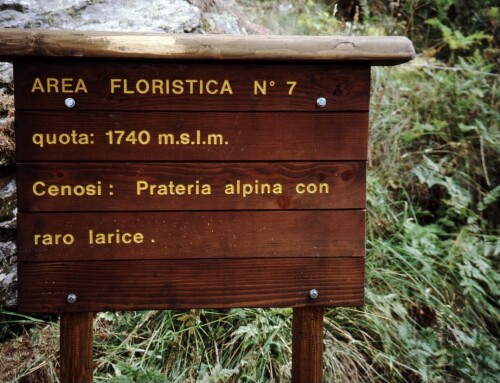 AREA FLORISTICA N° 7
quota: 1740 m.s.l.m.
Cenosi: Prateria alpina con
raro larice.